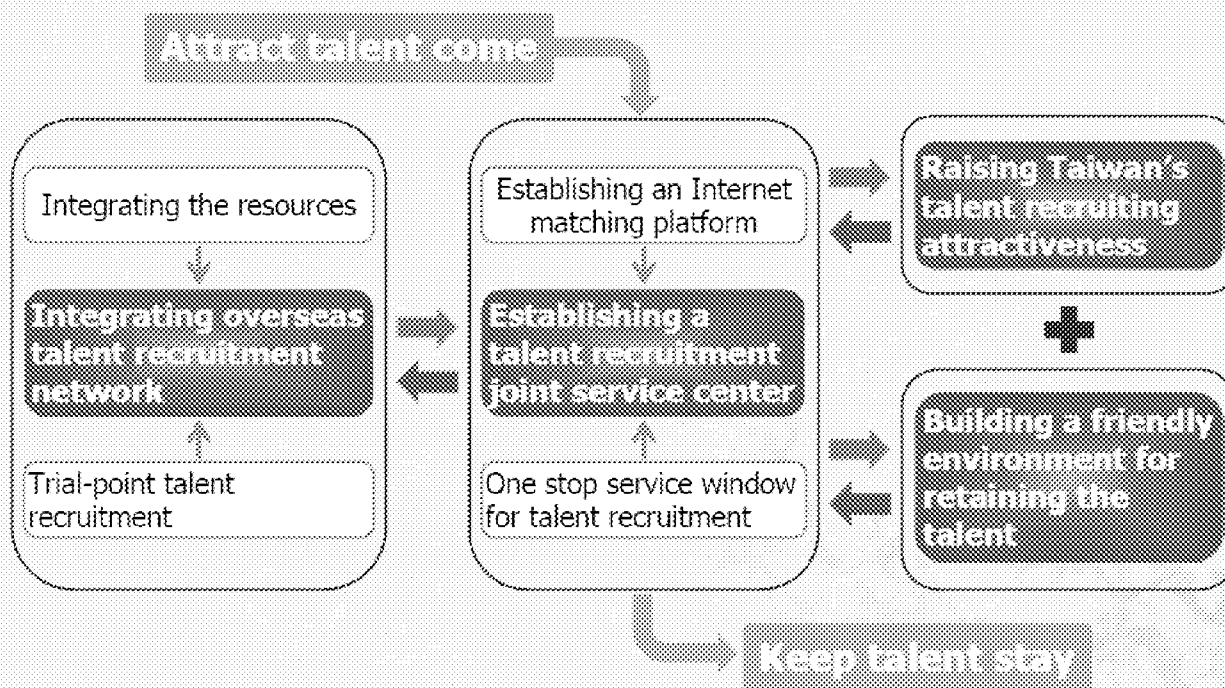 Attract talent come
Integrating the resources
Integrating overseas
talent recruitment
network
Trial-point talent
recruitment
Establishing an Internet
matching platform
Establishing a
talent recruitment
joint service center
One stop service window
for talent recruitment
Raising Taiwan's
talent recruiting
attractiveness
Building a friendly
environment for
retaining the
talent
Keep talent stay